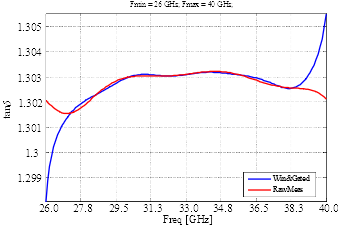 Fmin = 26 GHz, Fmax = 40 GHz,
1.305
1.304
1.303
1.302
1.301
1.3
1.299
tanδ
26.0 27.8 29.5 31.3 33.0 34.8 36.5 38.3 40.0
Freq [GHz]
Wind/Gated
RawMeas